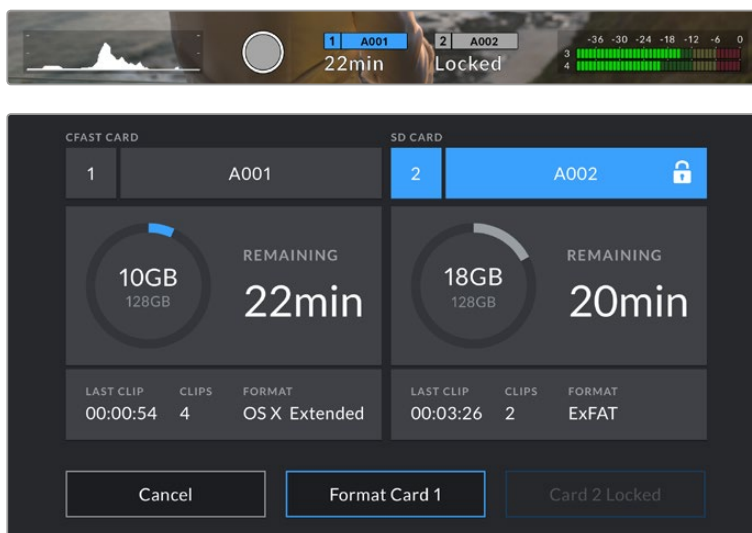 1 A001 2 A002 -36 -30 -24 -18 -12 -6 0
22min Locked 3
4
CFAST CARD SD CARD
1 A001 2 A002
10GB
128GB
REMAINING
22min
18GB
128GB
REMAINING
20min
LAST CLIP CLIPS FORMAT
00:00:54 4 OS X Extended
LAST CLIP CLIPS FORMAT
00:03:26 2 ExFAT
Cancel Format Card 1 Card 2 Locked